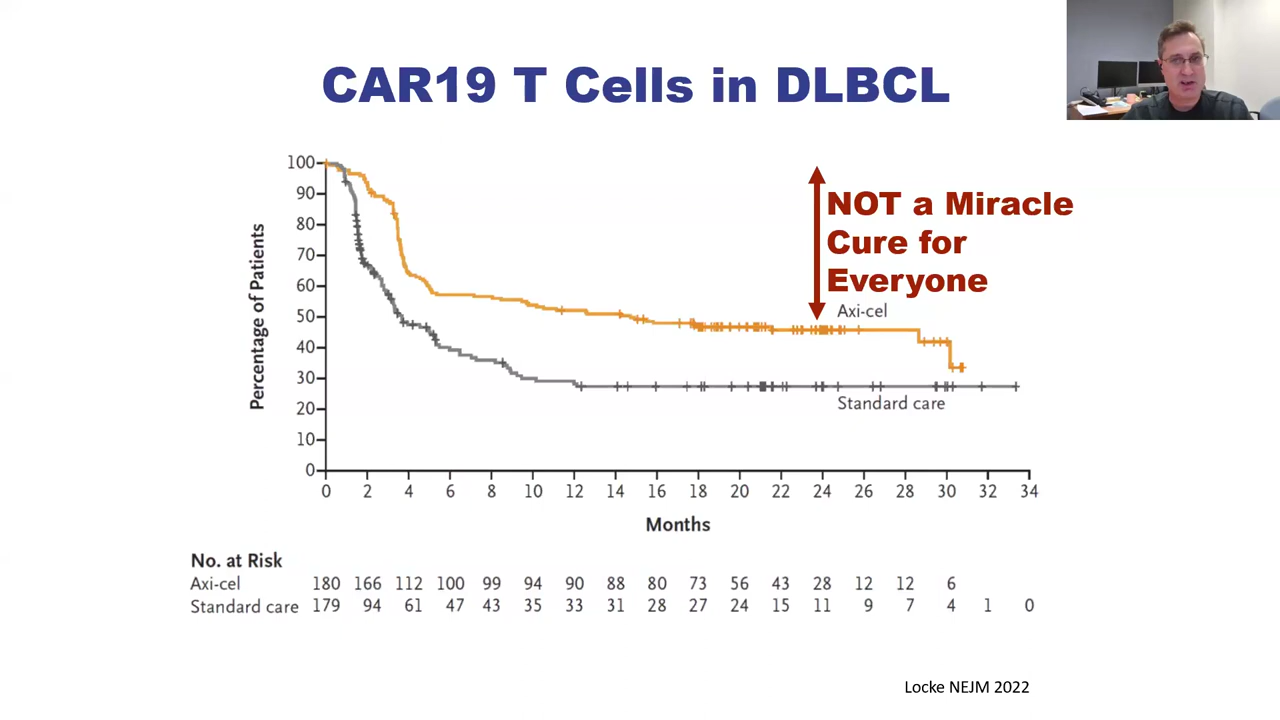 CAR19 T Cells in DLBCL
Percentage of Patients
100
90
80
70
60
50
40
30
20
10
0
NOT a Miracle
Cure for
Everyone
Axi-cel
Standard care
0 2 4 6 8 10 12 14 16 18 20 22 24 26 28 30 32 34
Months
No. at Risk
Axi-cel 180 166 112 100 99 94 90 88 80 73 56 43 28 12 12 6
Standard care 179 94 61 47 43 35 33 31 28 27 24 15 11 9 7 4 1 0
Locke NEJM 2022